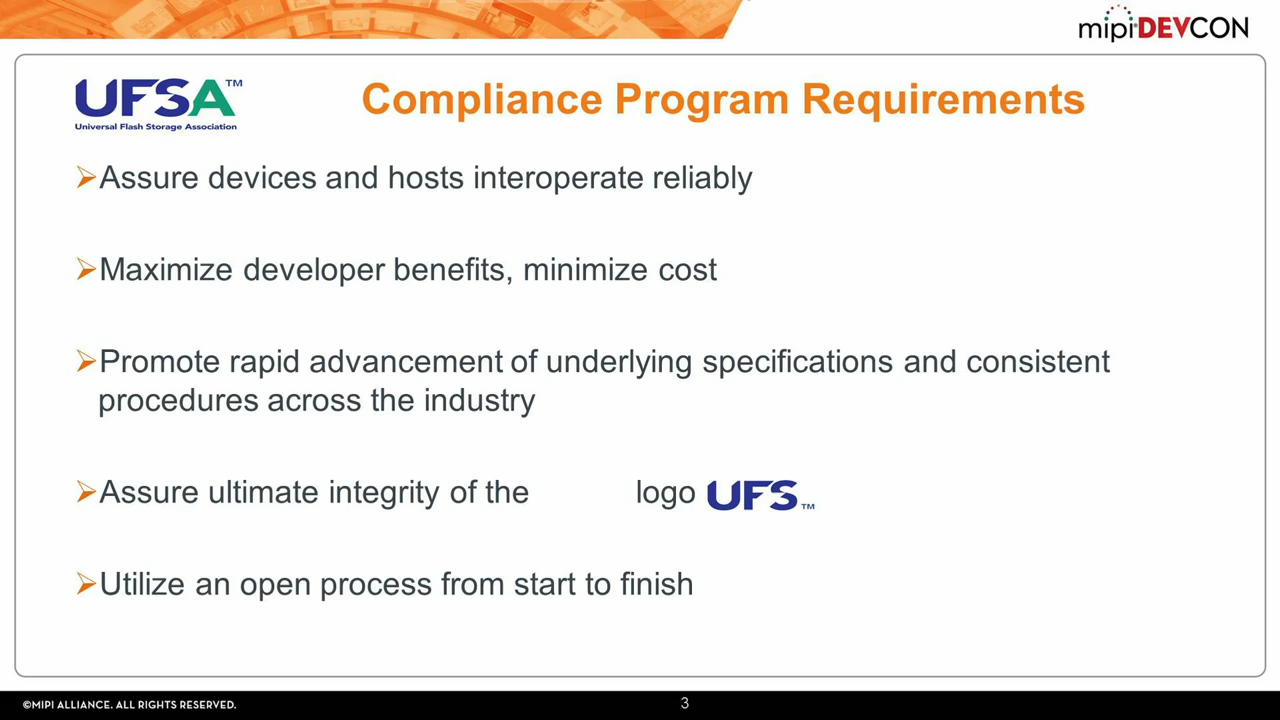 mipi DEVCON
UFSA™
Universal Flash Storage Association
Compliance Program Requirements
➢Assure devices and hosts interoperate reliably
➢Maximize developer benefits, minimize cost
➢Promote rapid advancement of underlying specifications and consistent
procedures across the industry
➢Assure ultimate integrity of the logo UFS™
➢Utilize an open process from start to finish
©MIPI ALLIANCE. ALL RIGHTS RESERVED.
3